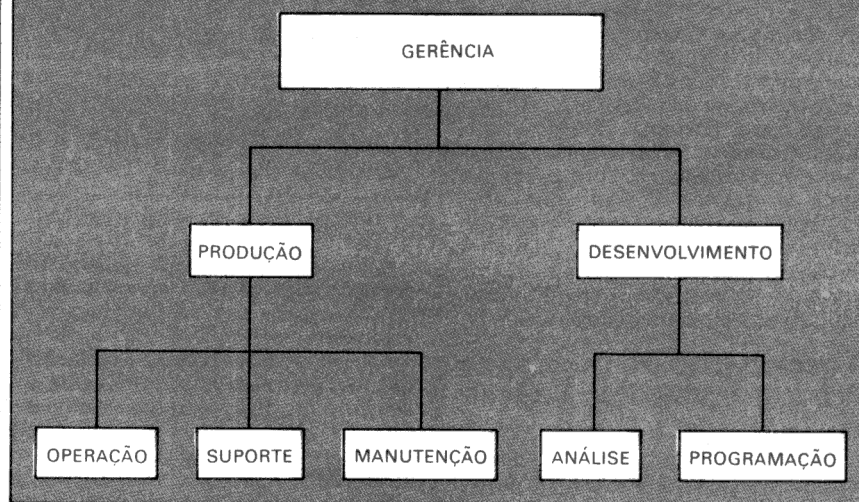 GERÊNCIA
PRODUÇÃO
DESENVOLVIMENTO
OPERAÇÃO
SUPORTE
MANUTENÇÃO
ANÁLISE
PROGRAMAÇÃO